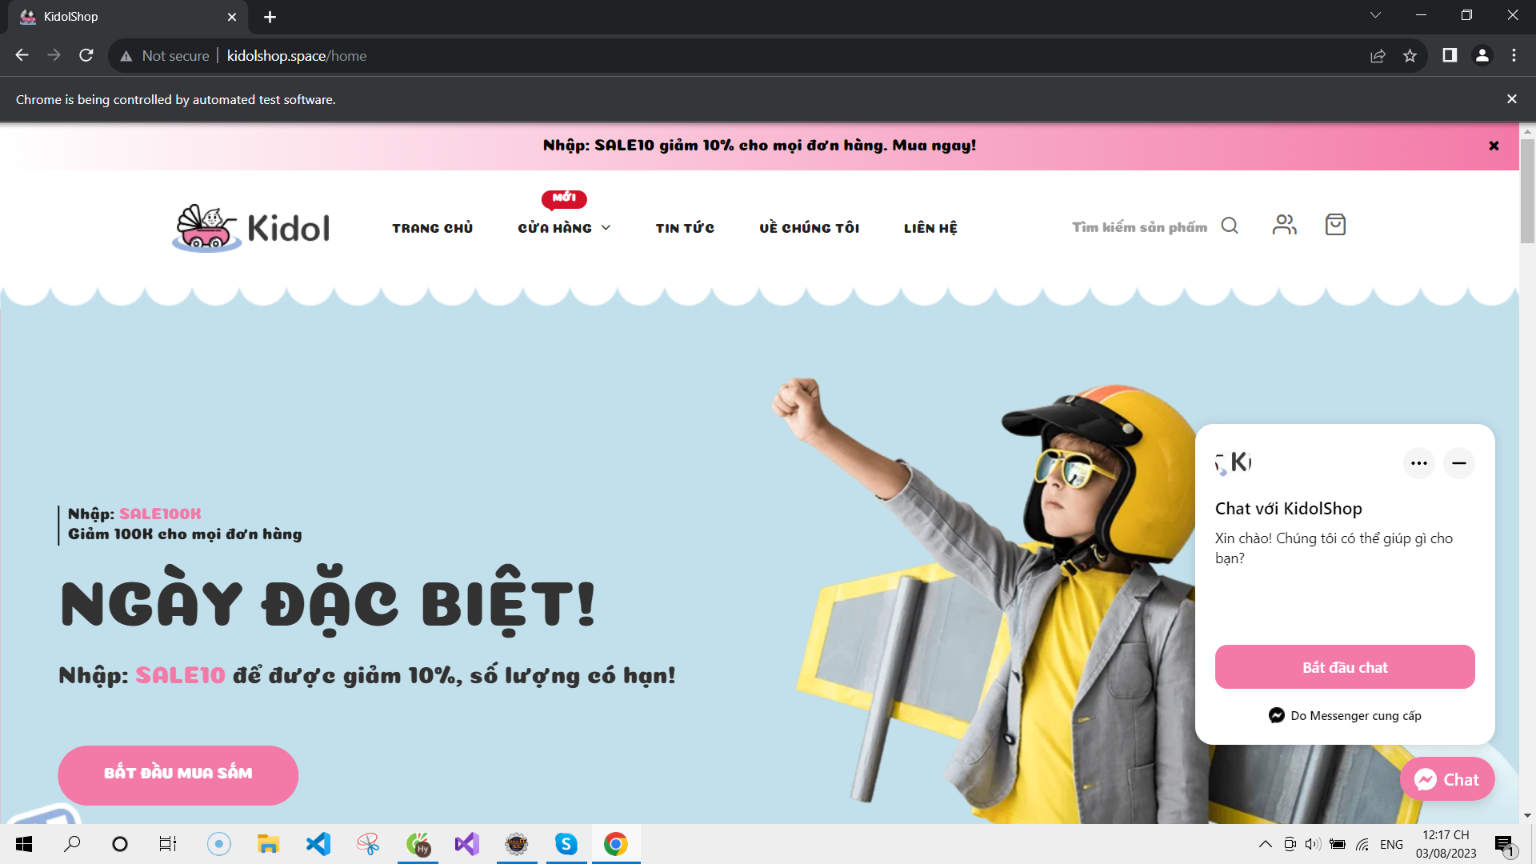 KidolShop
Not secure
kidolshop.space/home
Chrome is being controlled by automated test software.
Nhập: SALE10 giảm 10% cho mọi đơn hàng. Mua ngay!
MỚI
Kidol
TRANG CHỦ
CỬA HÀNG
TIN TỨC
VỀ CHÚNG TÔI
LIÊN HỆ
Tìm kiếm sản phẩm
Nhập: SALE100K
Giảm 100K cho mọi đơn hàng
NGÀY ĐẶC BIỆT!
Nhập: SALE10 để được giảm 10%, số lượng có hạn!
BẮT ĐẦU MUA SẮM
Ki
Chat với KidolShop
Xin chào! Chúng tôi có thể giúp gì cho
bạn?
Bắt đầu chat
Do Messenger cung cấp
Chat
Hy
S
ENG
12:17 CH
03/08/2023
1